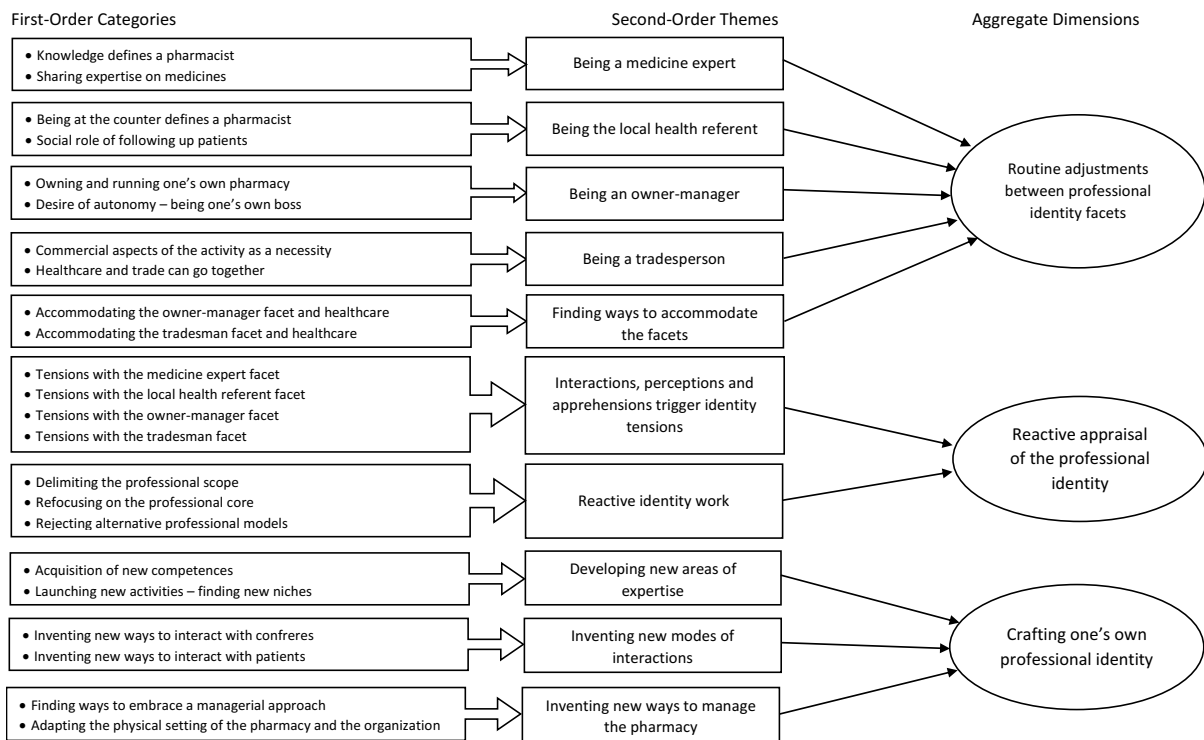 First-Order Categories
Second-Order Themes
Aggregate Dimensions
• Knowledge defines a pharmacist
• Sharing expertise on medicines
Being a medicine expert
• Being at the counter defines a pharmacist
• Social role of following up patients
Being the local health referent
• Owning and running one’s own pharmacy
• Desire of autonomy – being one’s own boss
Being an owner-manager
• Commercial aspects of the activity as a necessity
• Healthcare and trade can go together
Being a tradesperson
• Accommodating the owner-manager facet and healthcare
• Accommodating the tradesman facet and healthcare
Finding ways to accommodate
the facets
Routine adjustments
between professional
identity facets
• Tensions with the medicine expert facet
• Tensions with the local health referent facet
• Tensions with the owner-manager facet
• Tensions with the tradesman facet
Interactions, perceptions and
apprehensions trigger identity
tensions
• Delimiting the professional scope
• Refocusing on the professional core
• Rejecting alternative professional models
Reactive identity work
Reactive appraisal
of the professional
identity
• Acquisition of new competences
• Launching new activities – finding new niches
Developing new areas of
expertise
• Inventing new ways to interact with confreres
• Inventing new ways to interact with patients
Inventing new modes of
interactions
• Finding ways to embrace a managerial approach
• Adapting the physical setting of the pharmacy and the organization
Inventing new ways to manage
the pharmacy
Crafting one’s own
professional identity